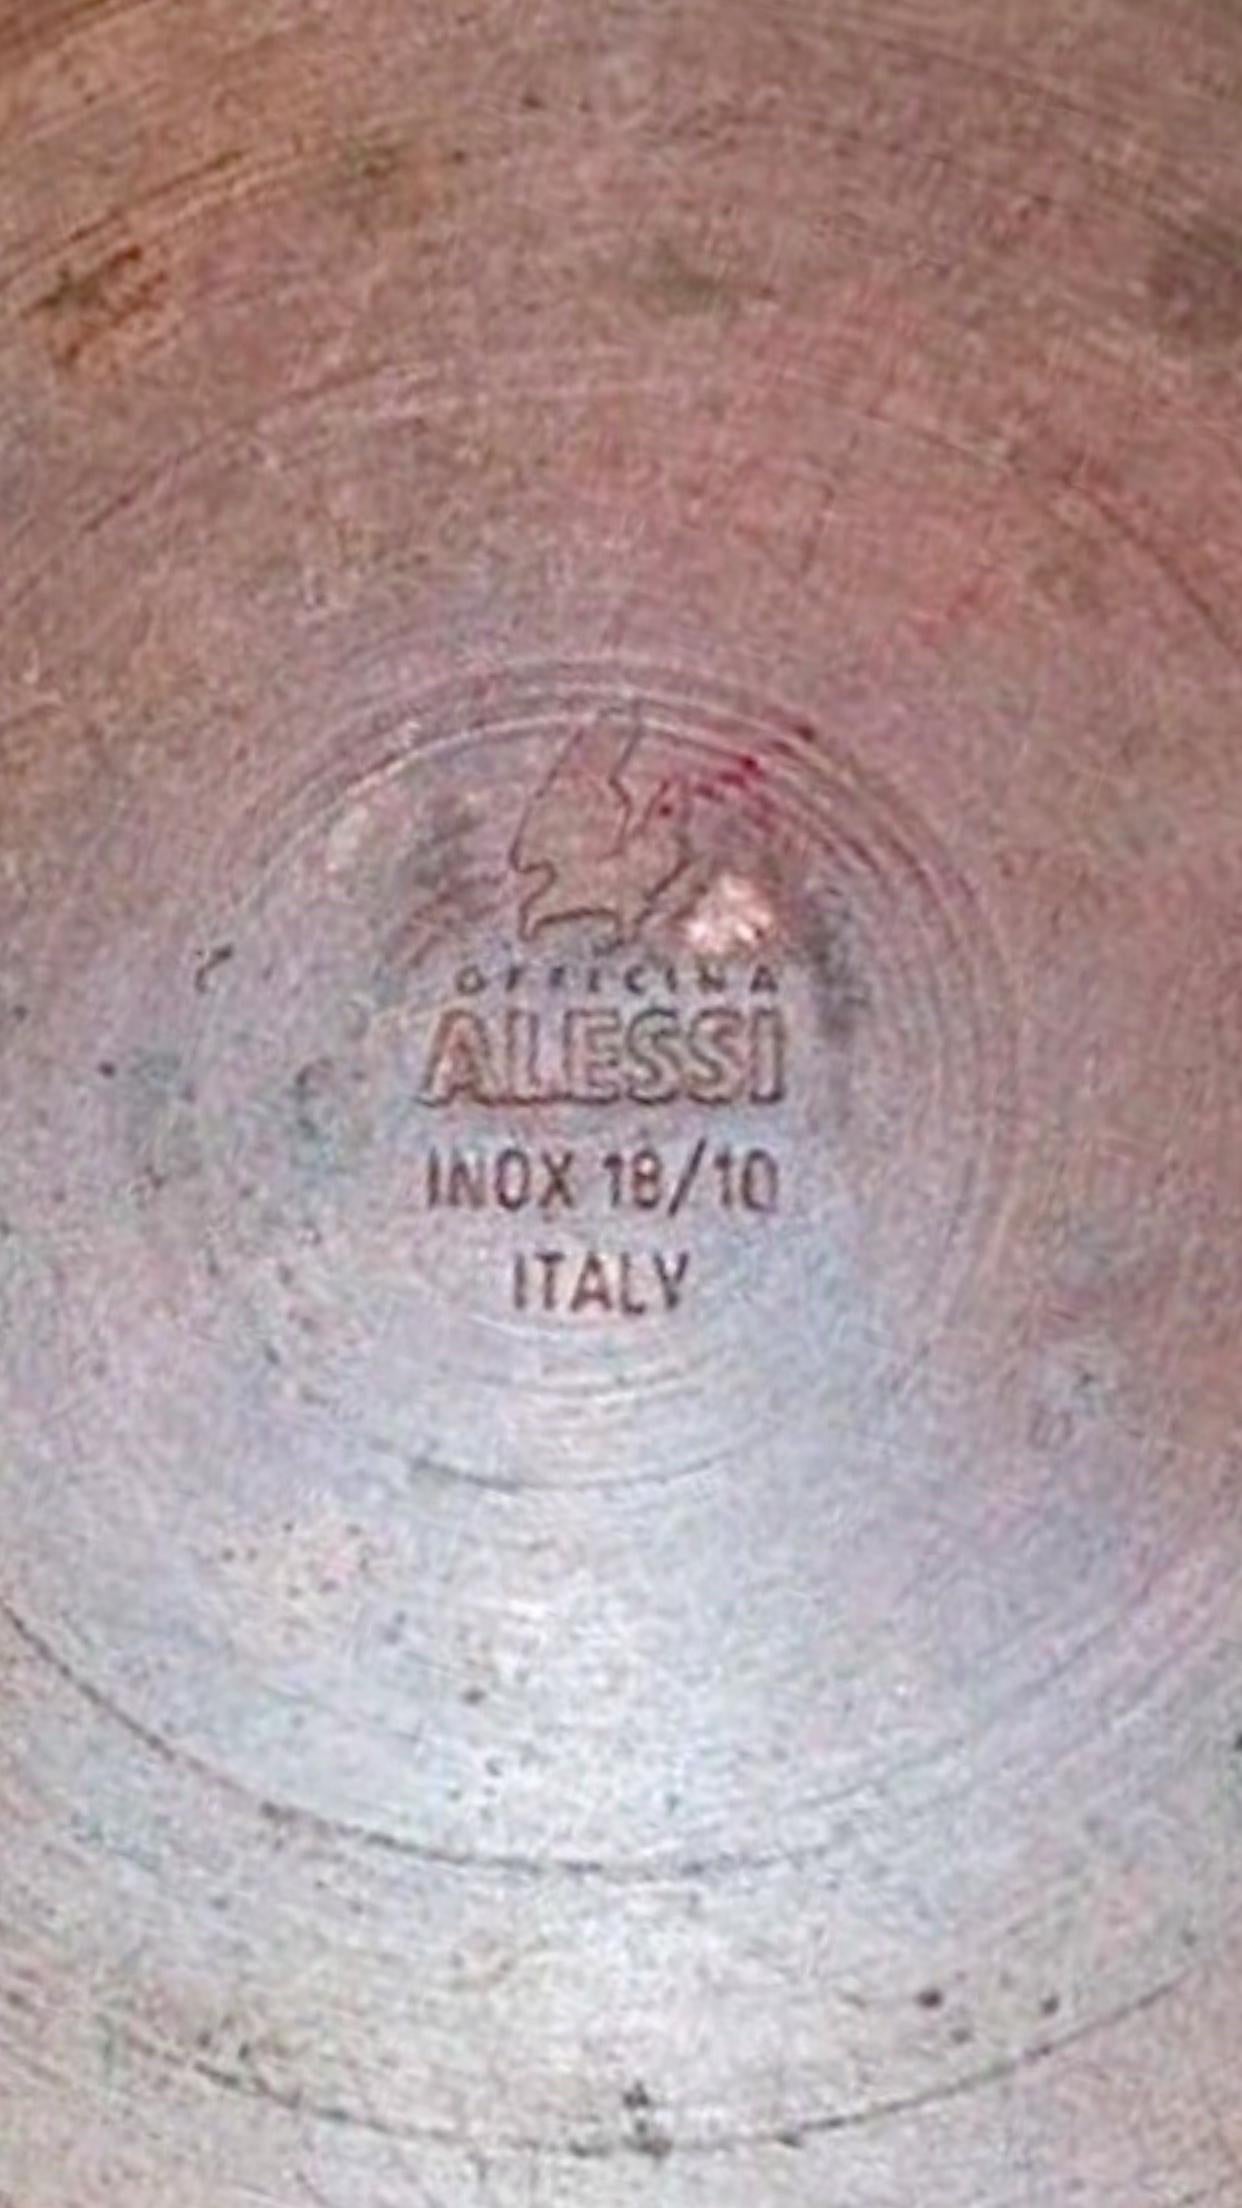 OFFICINA
ALESSI
INOX 18/10
ITALY